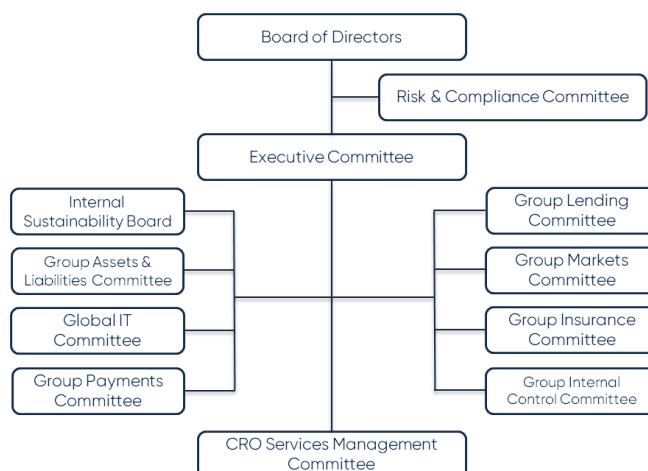 Board of Directors
Risk & Compliance Committee
Executive Committee
Internal
Sustainability Board
Group Assets &
Liabilities Committee
Global IT
Committee
Group Payments
Committee
Group Lending
Committee
Group Markets
Committee
Group Insurance
Committee
Group Internal
Control Committee
CRO Services Management
Committee